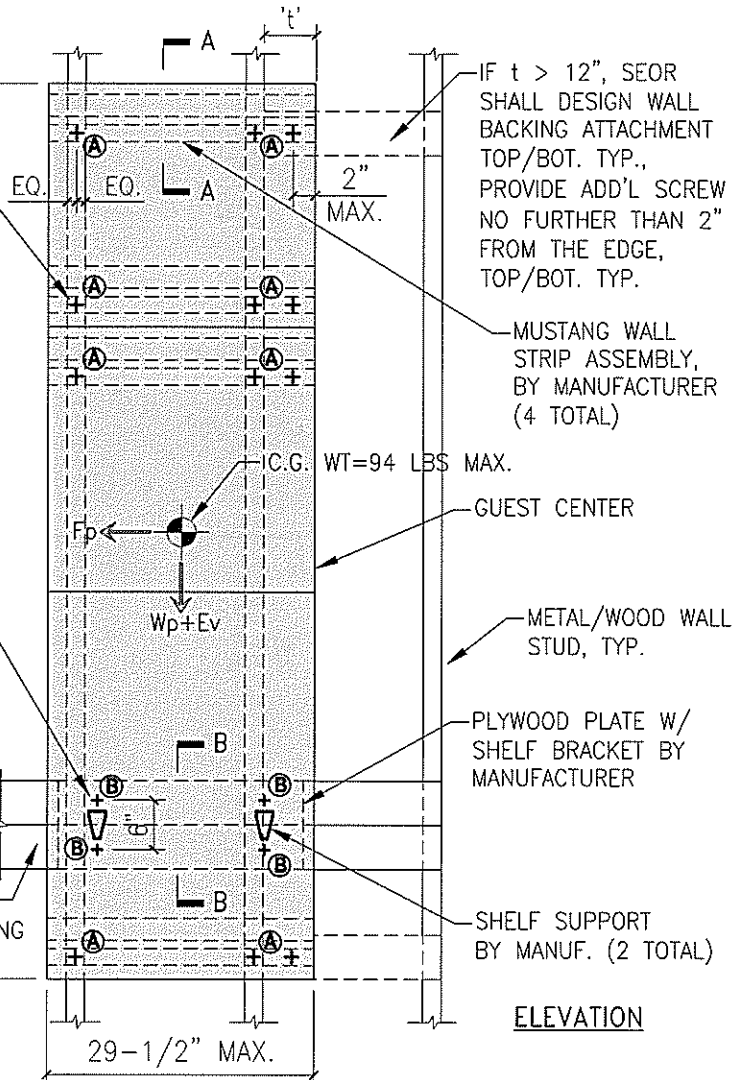 't'
A
IF t > 12", SEOR
SHALL DESIGN WALL
BACKING ATTACHMENT
TOP/BOT. TYP.,
PROVIDE ADD'L SCREW
NO FURTHER THAN 2"
FROM THE EDGE,
TOP/BOT. TYP.
A
A
EQ.
EQ.
A
2"
MAX.
A
A
MUSTANG WALL
STRIP ASSEMBLY,
BY MANUFACTURER
(4 TOTAL)
A
A
C.G. WT=94 LBS MAX.
GUEST CENTER
Fp
Wp+Ev
METAL/WOOD WALL
STUD, TYP.
B
PLYWOOD PLATE W/
SHELF BRACKET BY
MANUFACTURER
B
B
6"
B
B
B
NG
A
A
SHELF SUPPORT
BY MANUF. (2 TOTAL)
ELEVATION
29-1/2" MAX.